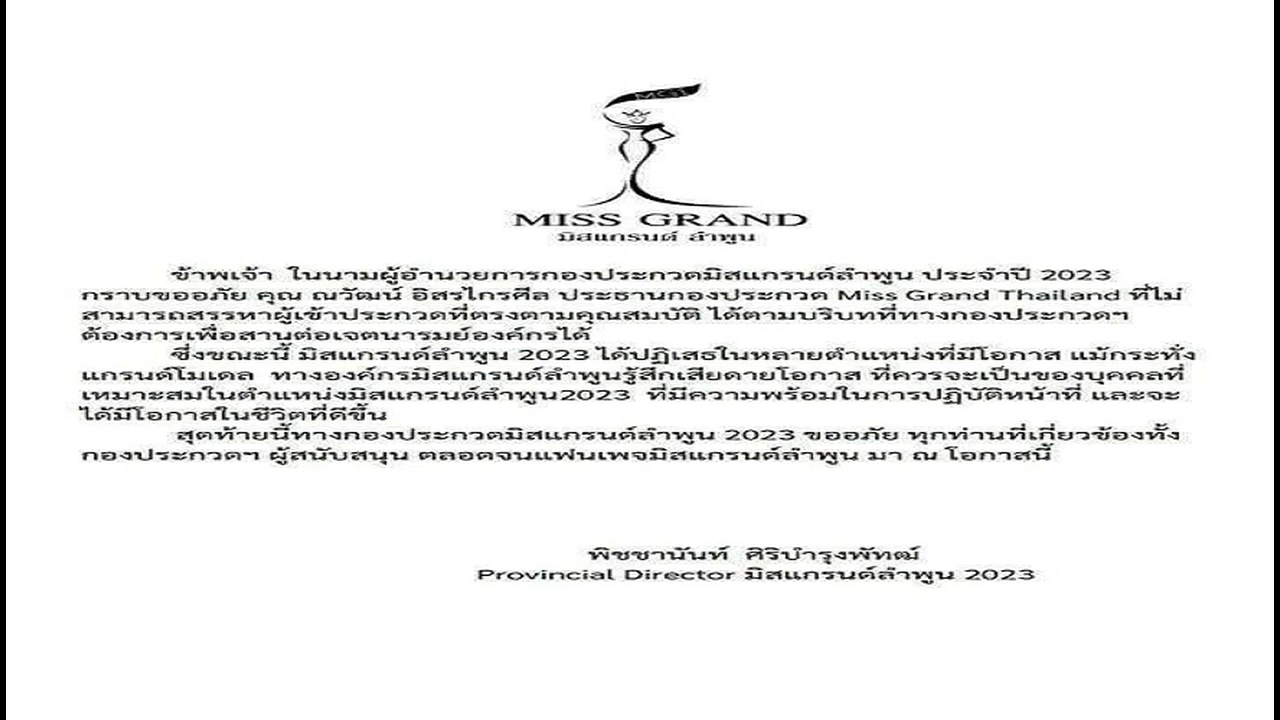 MISS GRAND
มิสแกรนด์ ลำพูน
ข้าพเจ้า ในนามผู้อำนวยการกองประกวดมิสแกรนด์ลำพูน ประจำปี 2023
กราบขออภัย คุณ ณวัฒน์ อิสรไกรศีล ประธานกองประกวด Miss Grand Thailand ที่ไม่
สามารถสรรหาผู้เข้าประกวดที่ตรงตามคุณสมบัติ ได้ตามบริบทที่ทางกองประกวดฯ
ต้องการเพื่อสานต่อเจตนารมย์องค์กรได้
ซึ่งขณะนี้ มิสแกรนด์ลำพูน 2023 ได้ปฏิเสธในหลายตำแหน่งที่มีโอกาส แม้กระทั่ง
แกรนด์โมเดล ทางองค์กรมิสแกรนด์ลำพูนรู้สึกเสียดายโอกาส ที่ควรจะเป็นของบุคคลที่
เหมาะสมในตำแหน่งมิสแกรนด์ลำพูน2023 ที่มีความพร้อมในการปฏิบัติหน้าที่ และจะ
ได้มีโอกาสในชีวิตที่ดีขึ้น
สุดท้ายนี้ทางกองประกวดมิสแกรนด์ลำพูน 2023 ขออภัย ทุกท่านที่เกี่ยวข้องทั้ง
กองประกวดฯ ผู้สนับสนุน ตลอดจนแฟนเพจมิสแกรนด์ลำพูน มา ณ โอกาสนี้
พิชชานันท์ ศิริบำรุงพัทฒ์
Provincial Director มิสแกรนด์ลำพูน 2023